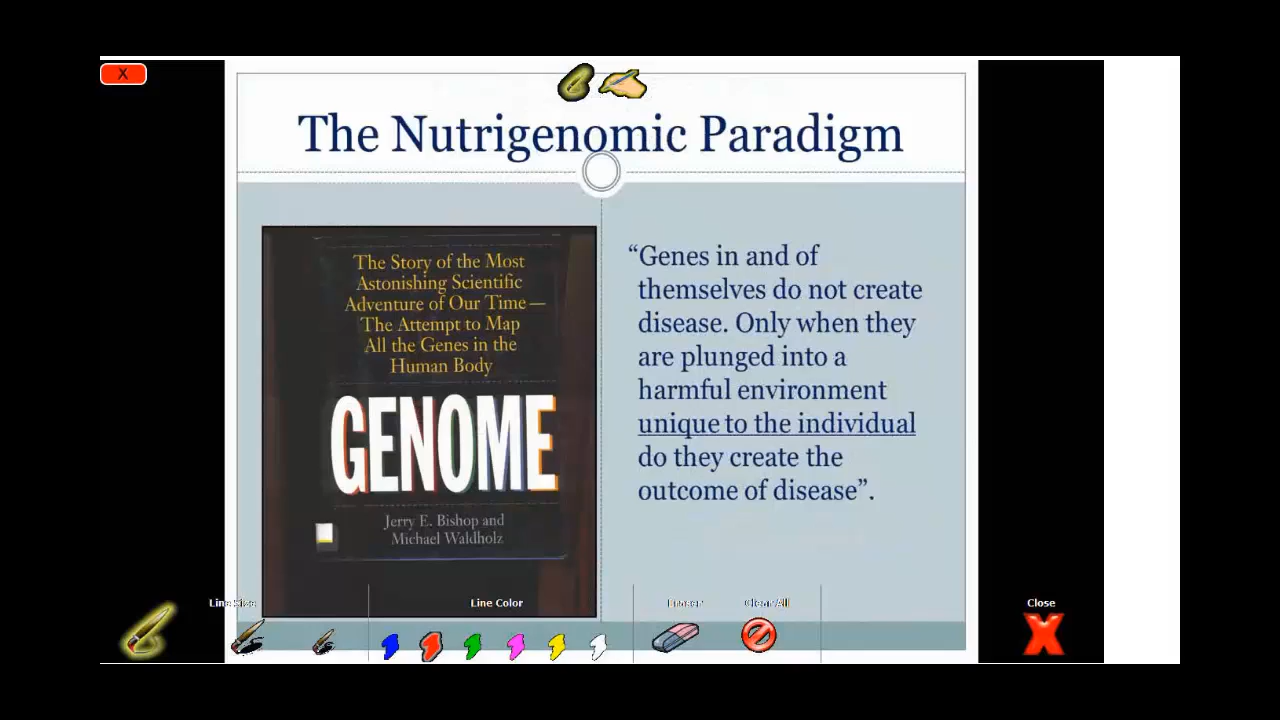 X
The Nutrigenomic Paradigm
The Story of the Most
Astonishing Scientific
Adventure of Our Time—
The Attempt to Map
All the Genes in the
Human Body
GENOME
Jerry E. Bishop and
Michael Waldholz
“Genes in and of
themselves do not create
disease. Only when they
are plunged into a
harmful environment
unique to the individual
do they create the
outcome of disease”.
Line Size
Line Color
Eraser
Clear All
Close